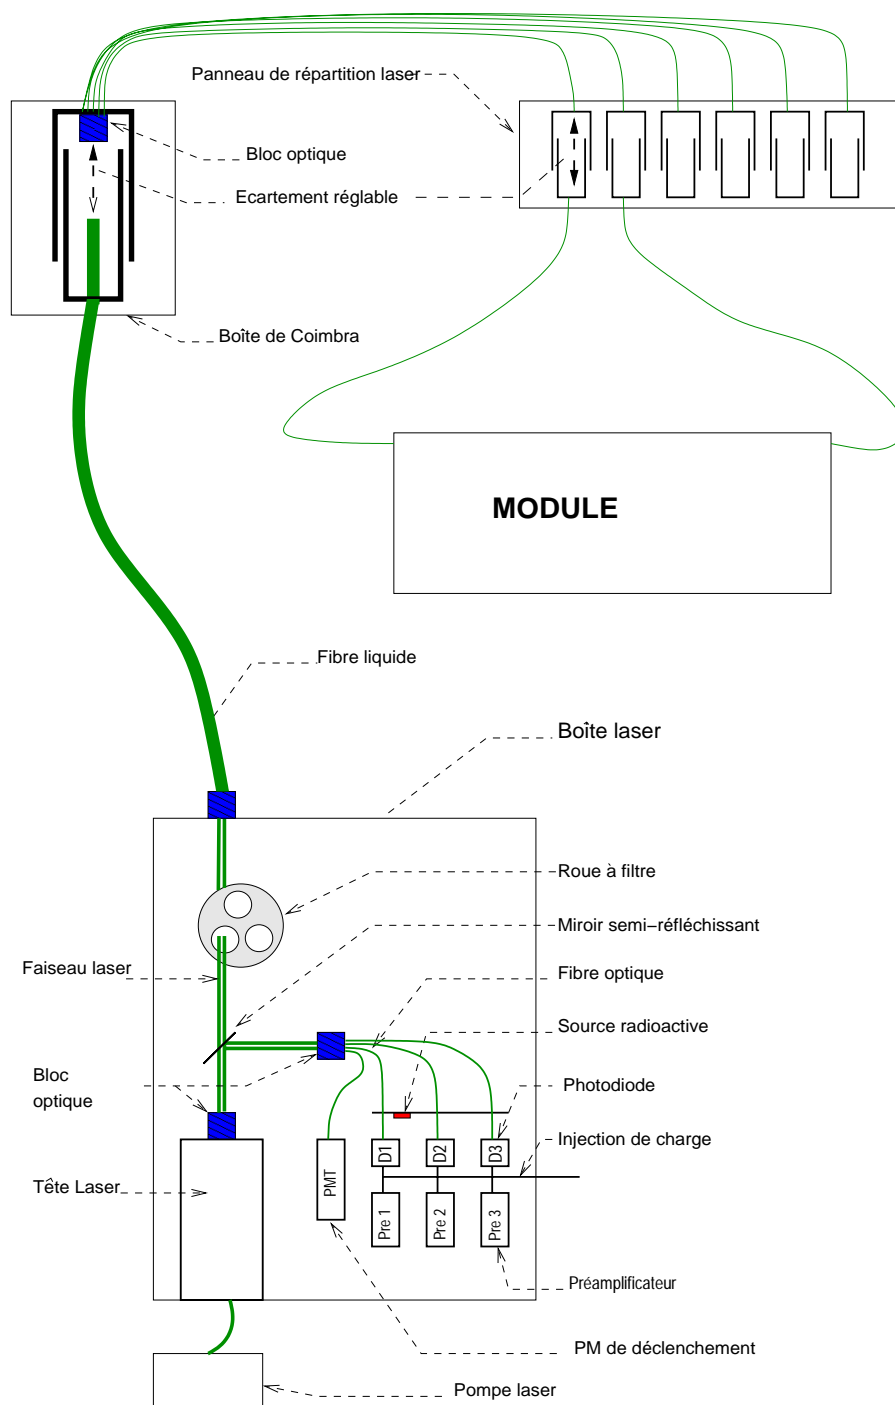 Panneau de répartition laser
Bloc optique
Ecartement réglable
Boîte de Coimbra
MODULE
Fibre liquide
Boîte laser
Roue à filtre
Miroir semi−réfléchissant
Faiseau laser
Fibre optique
Source radioactive
Bloc
optique
Photodiode
Injection de charge
D1
D2
D3
PMT
Tête Laser
Pre 1
Pre 2
Pre 3
Préamplificateur
PM de déclenchement
Pompe laser